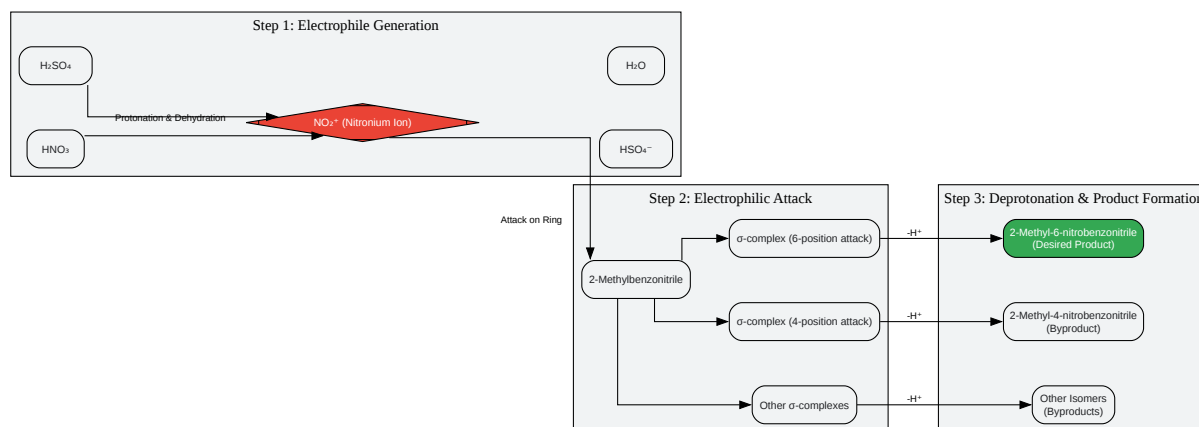 Step 1: Electrophile Generation
H₂SO₄
H₂O
Protonation & Dehydration
NO₂⁺ (Nitronium Ion)
HNO₃
HSO₄⁻
Step 2: Electrophilic Attack
Step 3: Deprotonation & Product Formation
Attack on Ring
σ-complex (6-position attack)
-H⁺
2-Methyl-6-nitrobenzonitrile
(Desired Product)
2-Methylbenzonitrile
σ-complex (4-position attack)
-H⁺
2-Methyl-4-nitrobenzonitrile
(Byproduct)
Other σ-complexes
-H⁺
Other Isomers
(Byproducts)